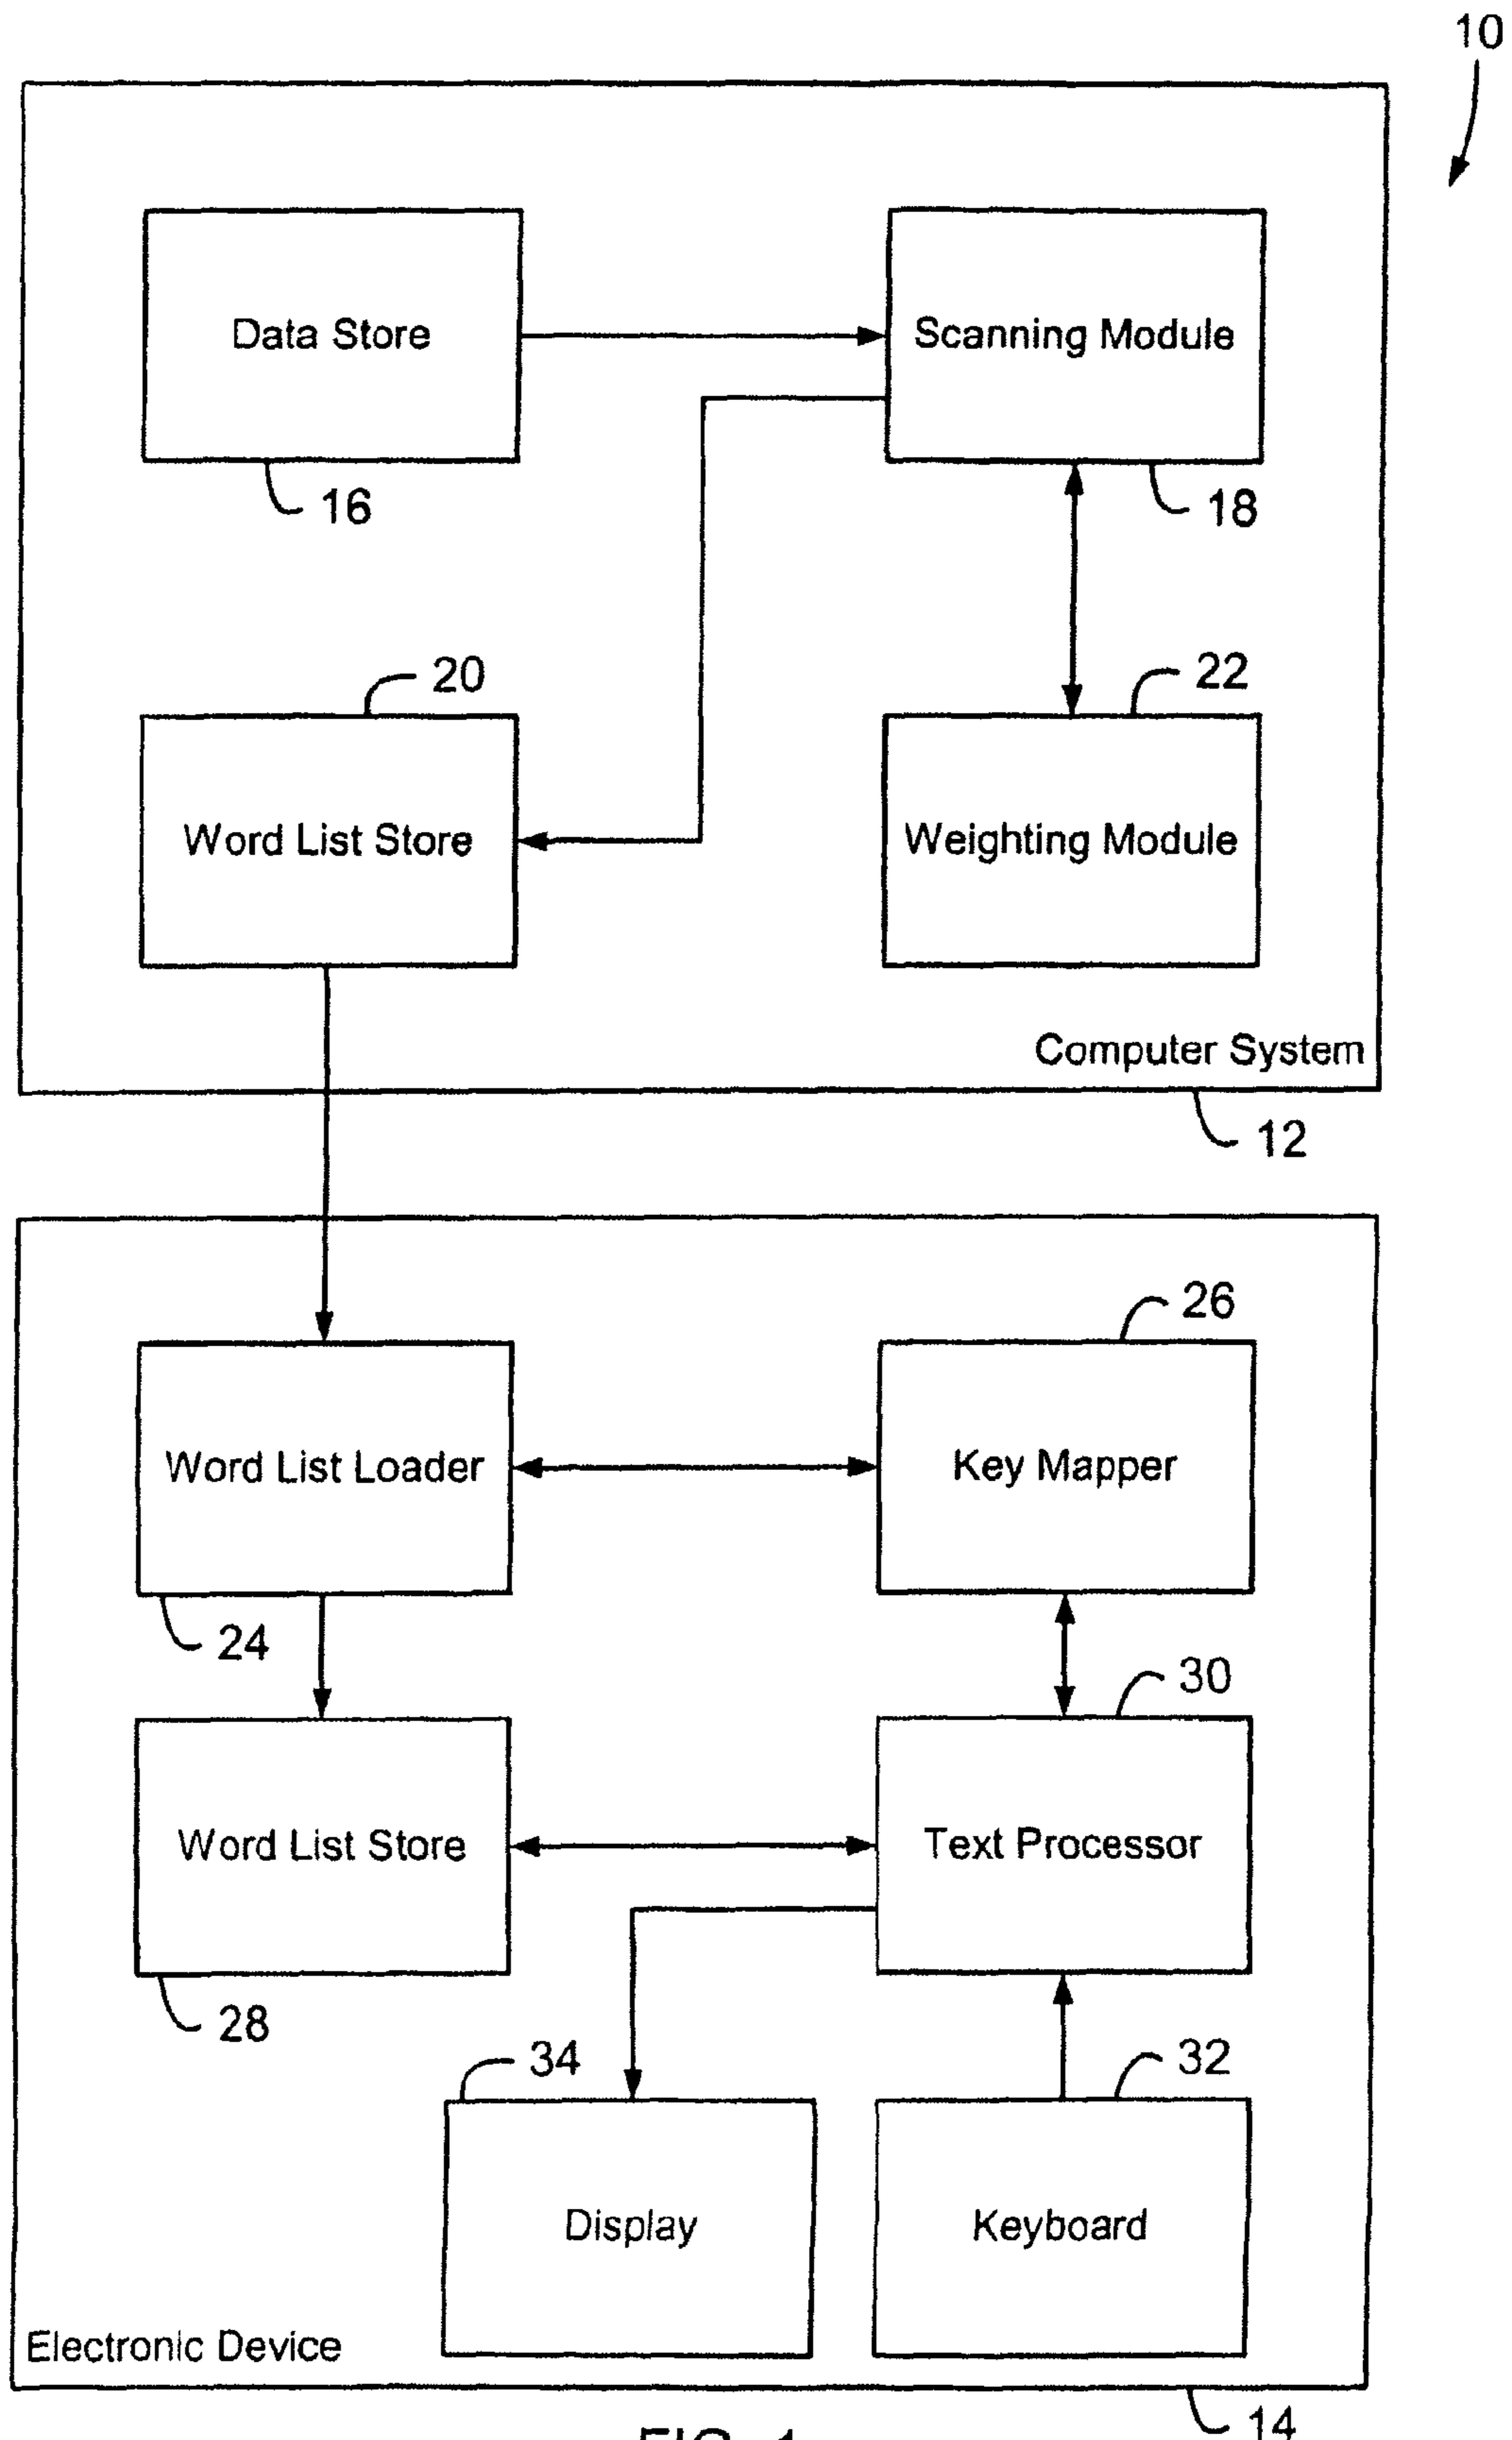 10
Data Store
Scanning Module
16
18
20
22
Word List Store
Weighting Module
Computer System
12
26
Word List Loader
Key Mapper
24
30
Word List Store
Text Processor
28
34
32
Display
Keyboard
Electronic Device
14
FIG. 1